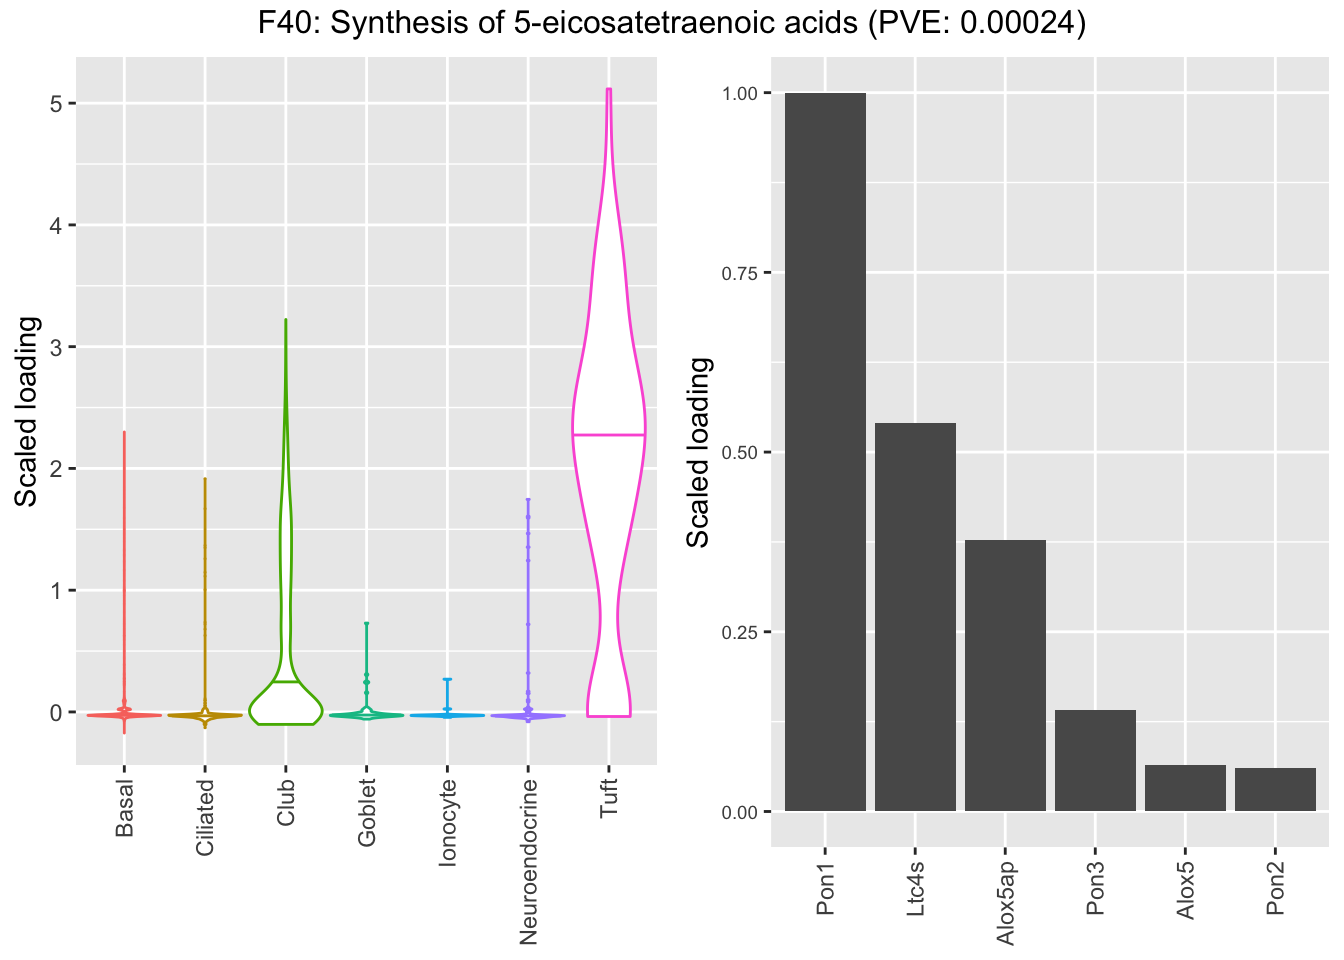 F40: Synthesis of 5-eicosatetraenoic acids (PVE: 0.00024)
Scaled loading
5
4
3
2
1
0
Basal
Ciliated
Club
Goblet
Ionocyte
Neuroendocrine
Tuft
Scaled loading
1.00
0.75
0.50
0.25
0.00
Pon1
Ltc4s
Alox5ap
Pon3
Alox5
Pon2